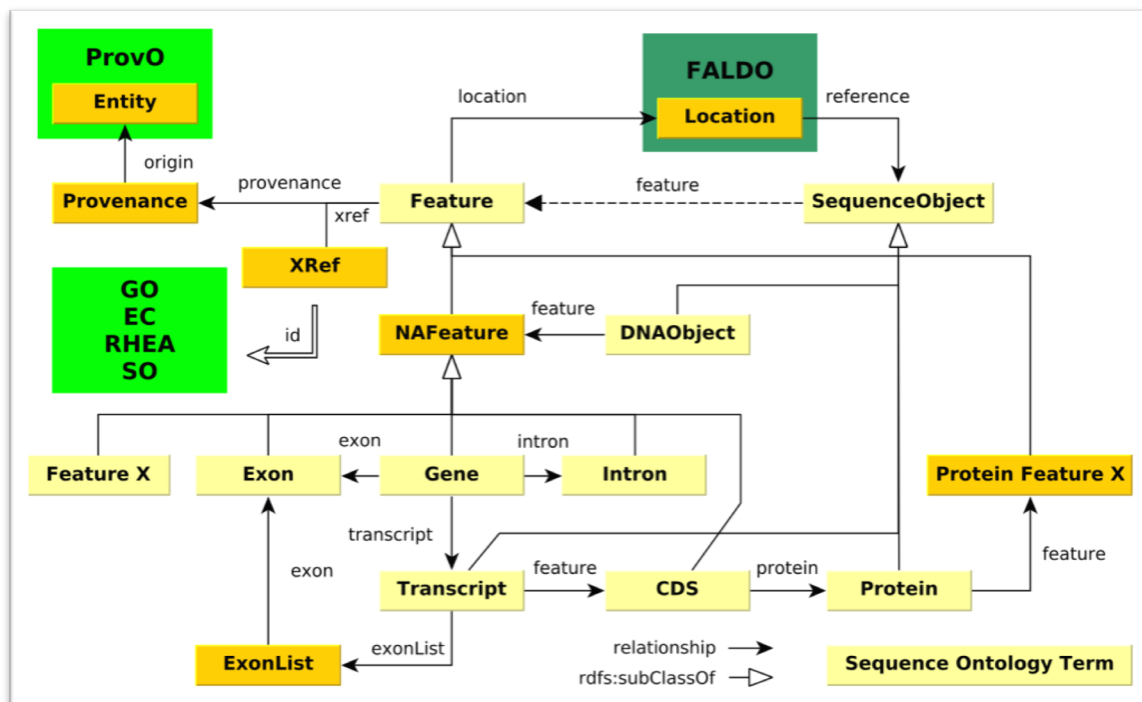 ProvO
Entity
origin
Provenance
provenance
xref
XRef
GO
EC
RHEA
SO
id
location
FALDO
Location
reference
Feature
feature
SequenceObject
NAFeature
feature
DNAObject
Feature X
Exon
exon
Gene
intron
Intron
Protein Feature X
transcript
exon
Transcript
feature
CDS
protein
Protein
feature
ExonList
exonList
relationship
rdfs:subClassOf
Sequence Ontology Term